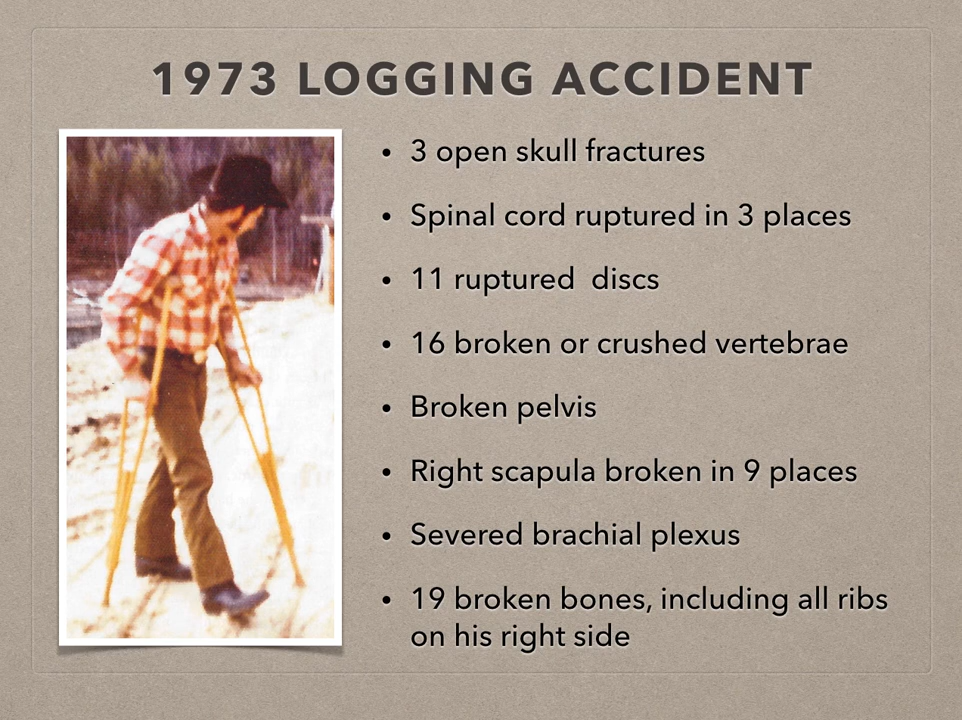 1973 LOGGING ACCIDENT
• 3 open skull fractures
• Spinal cord ruptured in 3 places
• 11 ruptured  discs
• 16 broken or crushed vertebrae
• Broken pelvis
• Right scapula broken in 9 places
• Severed brachial plexus
• 19 broken bones, including all ribs
on his right side